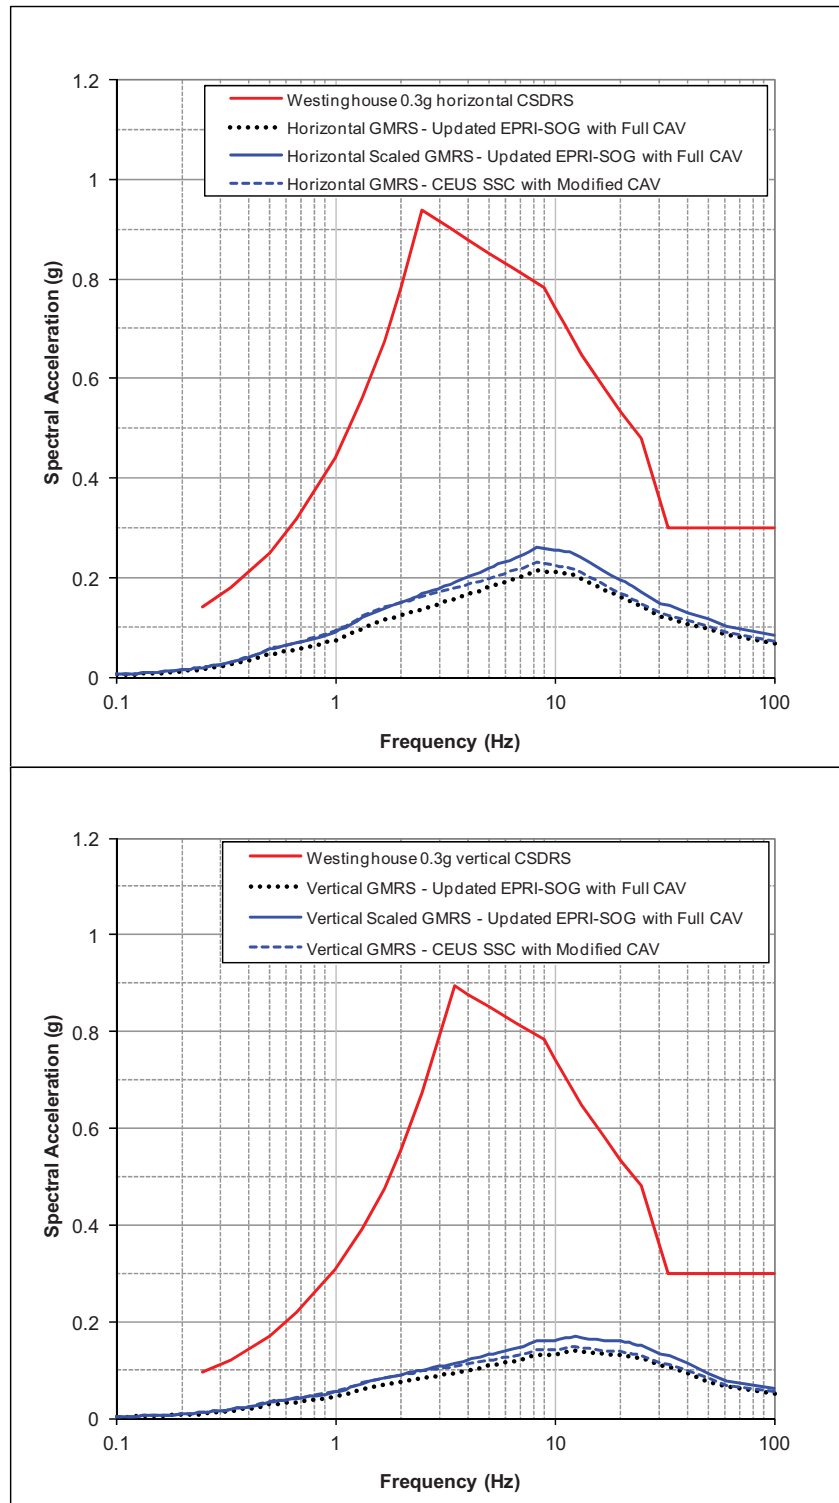 1.2
1
0.8
0.6
0.4
0.2
0
Spectral Acceleration (g)
Westinghouse 0.3g horizontal CSDRS
Horizontal GMRS - Updated EPRI-SOG with Full CAV
Horizontal Scaled GMRS - Updated EPRI-SOG with Full CAV
Horizontal GMRS - CEUS SSC with Modified CAV
0.1 1 10 100
Frequency (Hz)
1.2
1
0.8
0.6
0.4
0.2
0
Spectral Acceleration (g)
Westinghouse 0.3g vertical CSDRS
Vertical GMRS - Updated EPRI-SOG with Full CAV
Vertical Scaled GMRS - Updated EPRI-SOG with Full CAV
Vertical GMRS - CEUS SSC with Modified CAV
0.1 1 10 100
Frequency (Hz)